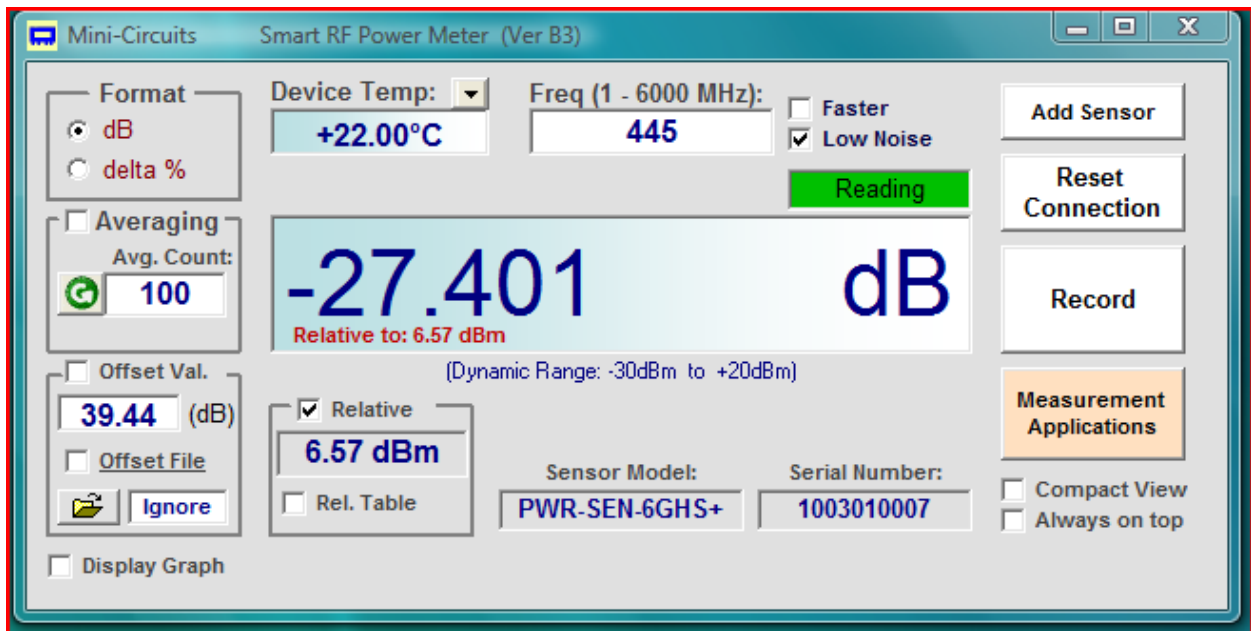 Mini-Circuits Smart RF Power Meter (Ver B3)
Format
dB
delta %
Device Temp:
+22.00°C
Freq (1 - 6000 MHz):
445
Faster
Low Noise
Reading
Add Sensor
Reset
Connection
Averaging
Avg. Count:
100
-27.401 dB
Relative to: 6.57 dBm
Record
(Dynamic Range: -30dBm to +20dBm)
Offset Val.
39.44 (dB)
Offset File
Ignore
Relative
6.57 dBm
Rel. Table
Sensor Model:
PWR-SEN-6GHS+
Serial Number:
1003010007
Measurement
Applications
Compact View
Always on top
Display Graph